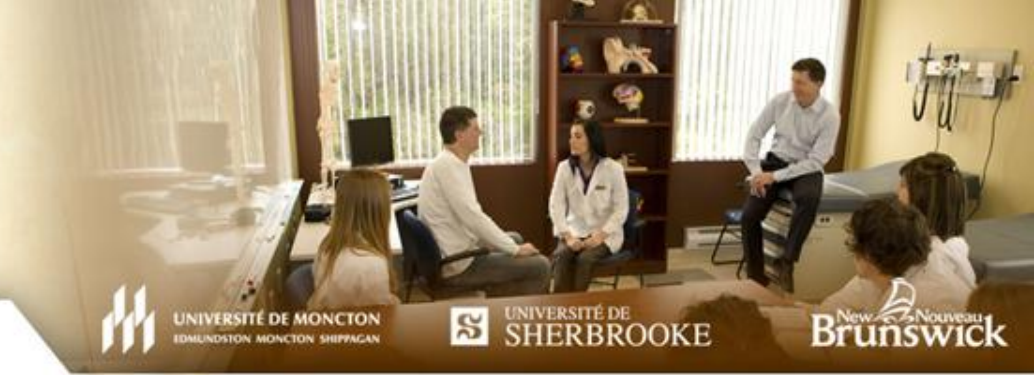 UNIVERSITÉ DE MONCTON
EDMUNDSTON MONCTON SHIPPAGAN
UNIVERSITÉ DE
SHERBROOKE
New Nouveau
Brunswick